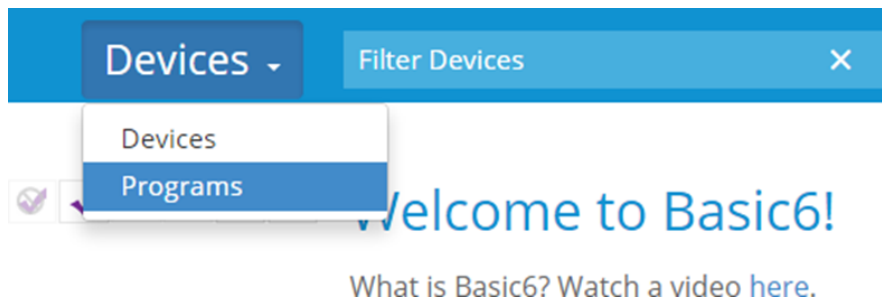 Devices
Filter Devices
Devices
Programs
Welcome to Basic6!
What is Basic6? Watch a video here.